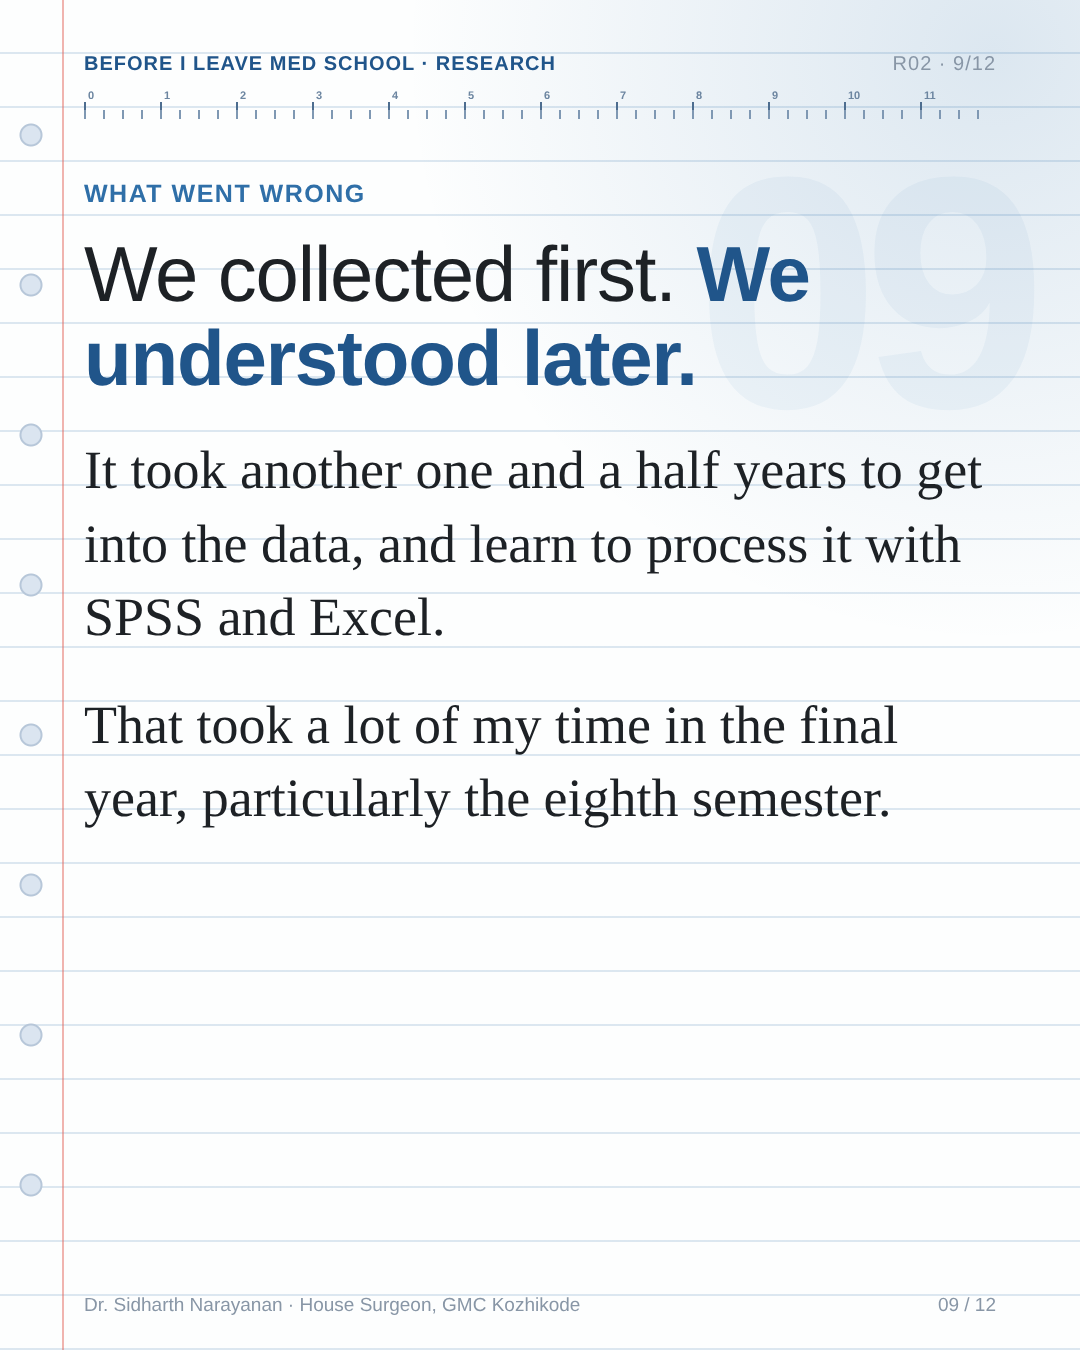 BEFORE I LEAVE MED SCHOOL · RESEARCH
R02 · 9/12
0 1 2 3 4 5 6 7 8 9 10 11
WHAT WENT WRONG
09
We collected first. We
understood later.
It took another one and a half years to get
into the data, and learn to process it with
SPSS and Excel.
That took a lot of my time in the final
year, particularly the eighth semester.
Dr. Sidharth Narayanan · House Surgeon, GMC Kozhikode
09 / 12